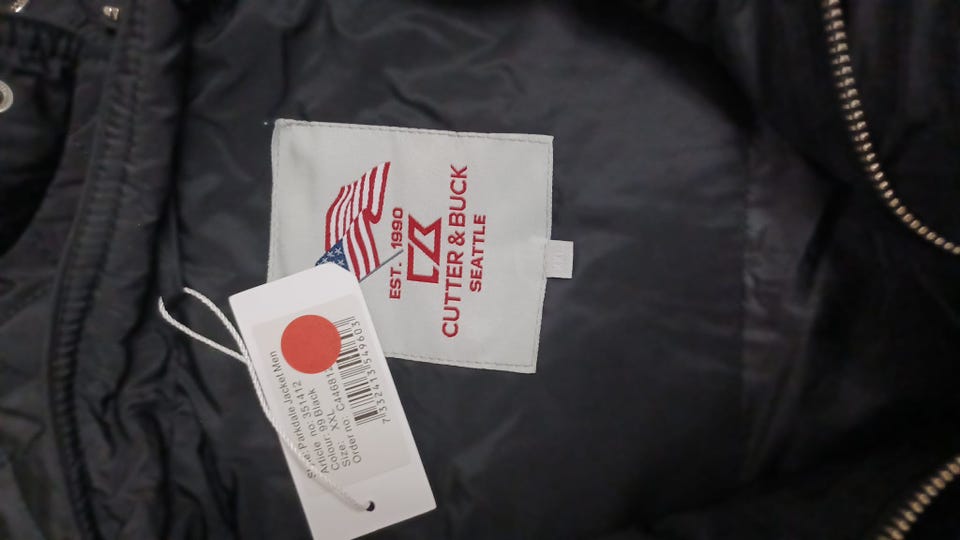 EST. 1990
CUTTER & BUCK
SEATTLE
Style: Parkdale Jacket Men
Article no: 351412
Colour: 99 Black
Size: XXL
Order no: C446812
7332413549603